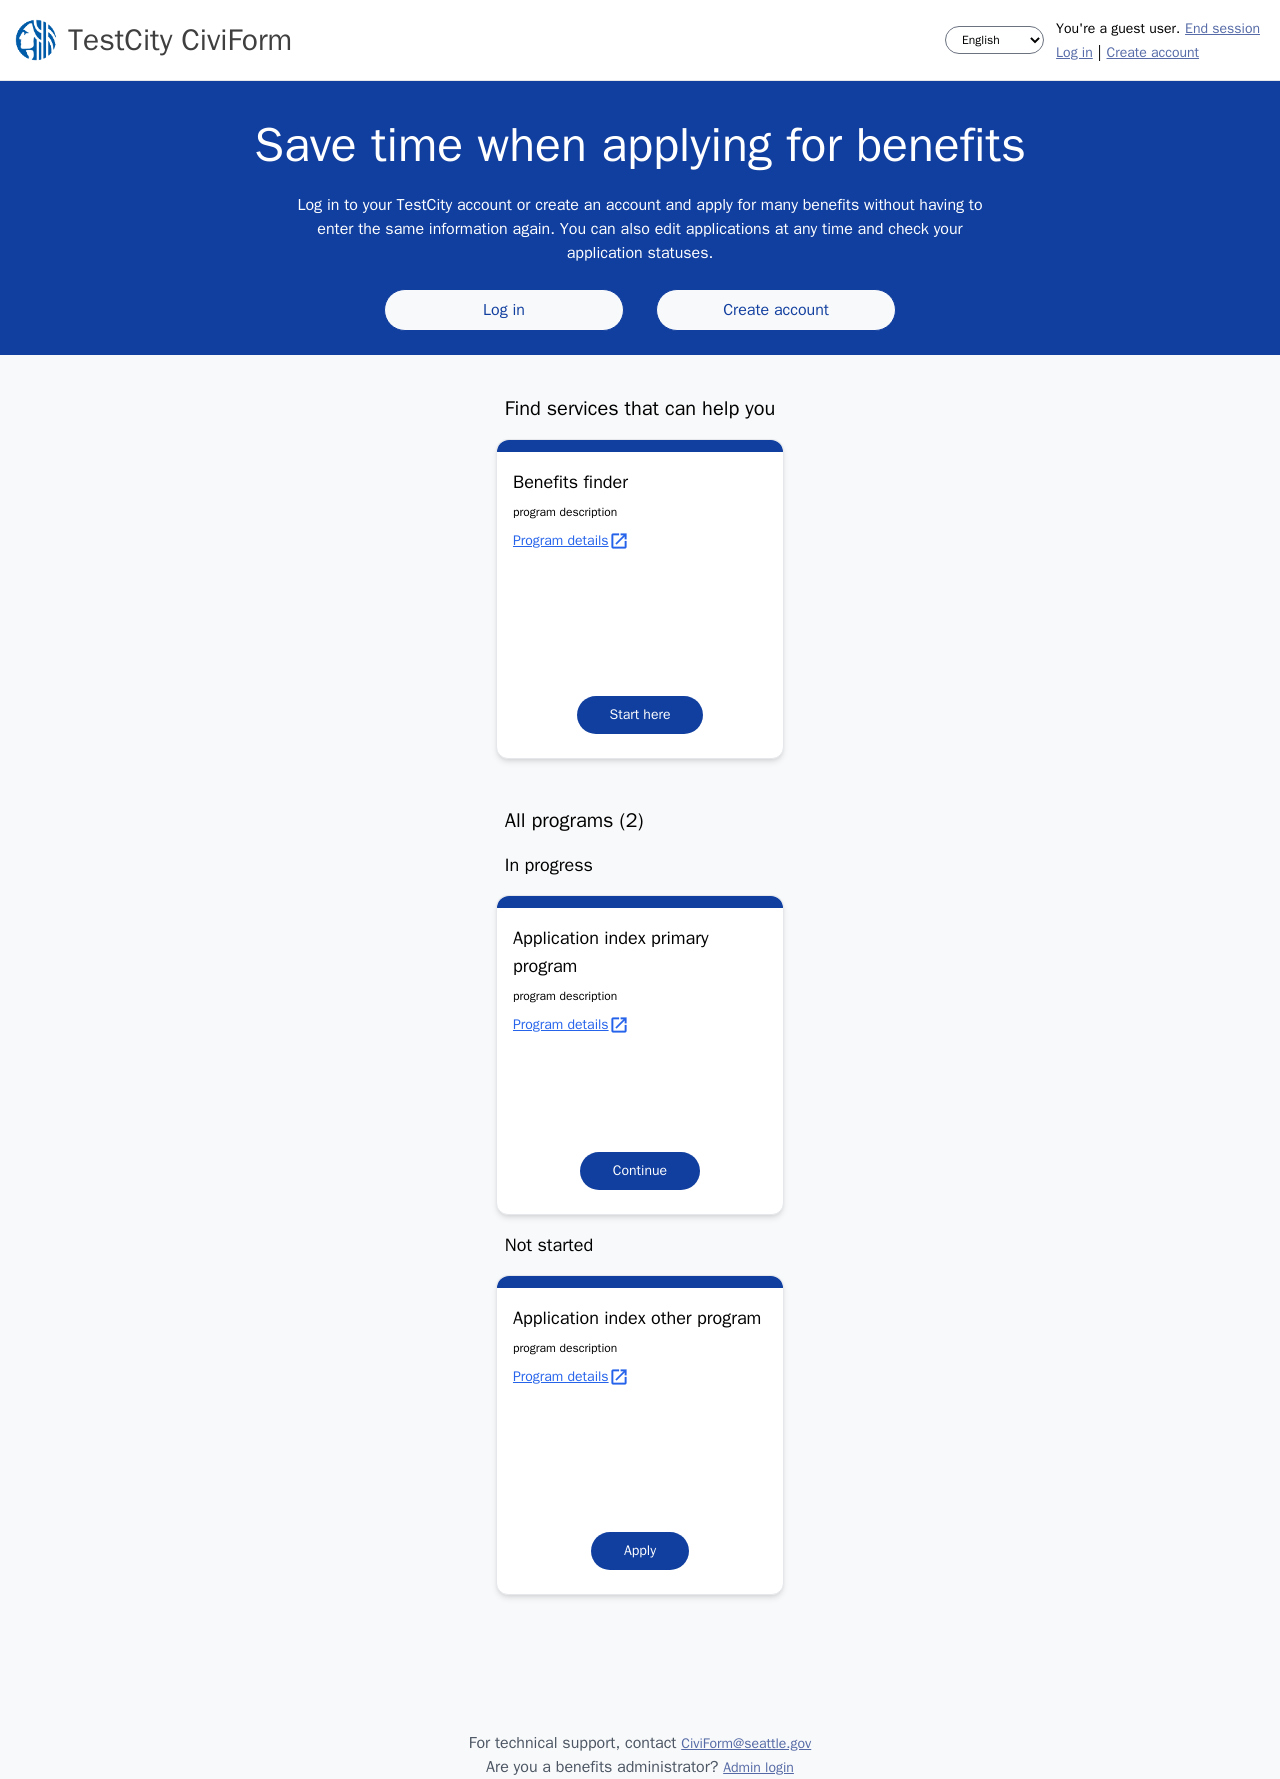 TestCity CiviForm
English
You're a guest user. End session
Log in | Create account
Save time when applying for benefits
Log in to your TestCity account or create an account and apply for many benefits without having to
enter the same information again. You can also edit applications at any time and check your
application statuses.
Log in
Create account
Find services that can help you
Benefits finder
program description
Program details
Start here
All programs (2)
In progress
Application index primary
program
program description
Program details
Continue
Not started
Application index other program
program description
Program details
Apply
For technical support, contact CiviForm@seattle.gov
Are you a benefits administrator? Admin login